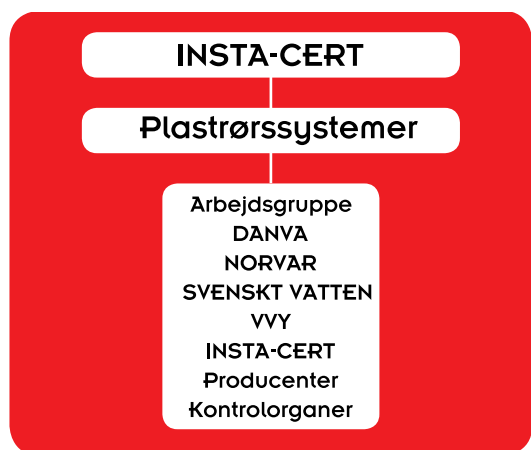 INSTA-CERT
Plastrørssystemer
Arbejdsgruppe
DANVA
NORVAR
SVENSKT VATTEN
VVY
INSTA-CERT
Producenter
Kontrolorganer